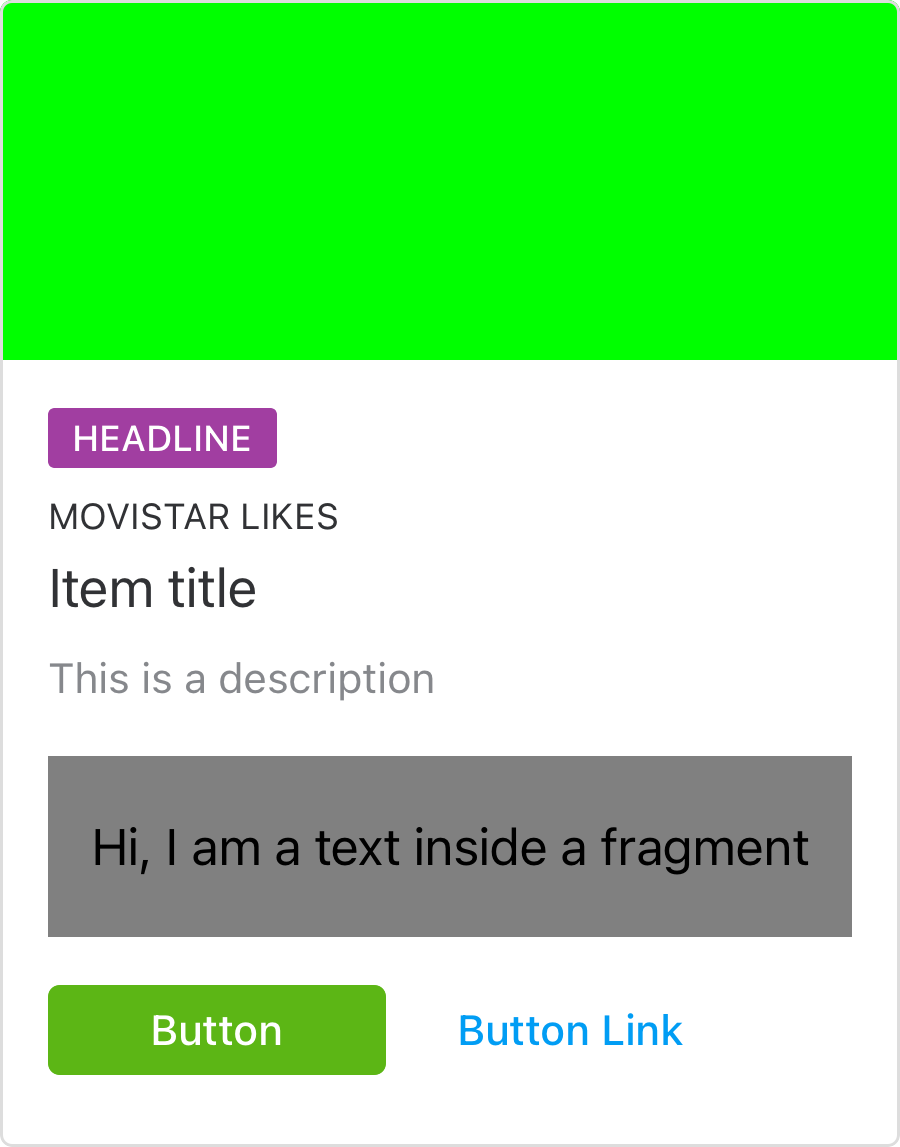 HEADLINE
MOVISTAR LIKES
Item title
This is a description
Hi, I am a text inside a fragment
Button
Button Link